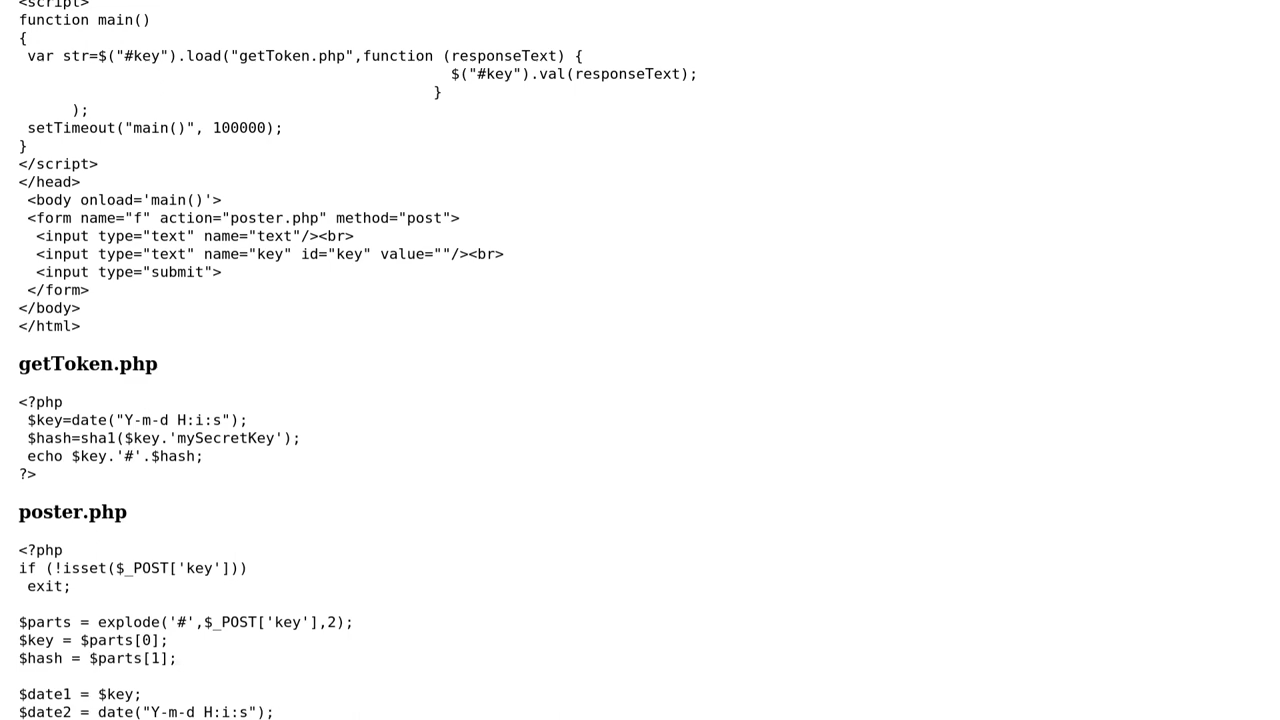 <script>
function main()
{
 var str=$("#key").load("getToken.php",function (responseText) {
                                                 $("#key").val(responseText);
                                               }
      );
 setTimeout("main()", 100000);
}
</script>
</head>
 <body onload='main()'>
 <form name="f" action="poster.php" method="post">
  <input type="text" name="text"/><br>
  <input type="text" name="key" id="key" value=""/><br>
  <input type="submit">
 </form>
</body>
</html>
getToken.php
<?php
 $key=date("Y-m-d H:i:s");
 $hash=sha1($key.'mySecretKey');
 echo $key.'#'.$hash;
?>
poster.php
<?php
if (!isset($_POST['key']))
 exit;

$parts = explode('#',$_POST['key'],2);
$key = $parts[0];
$hash = $parts[1];

$date1 = $key;
$date2 = date("Y-m-d H:i:s");